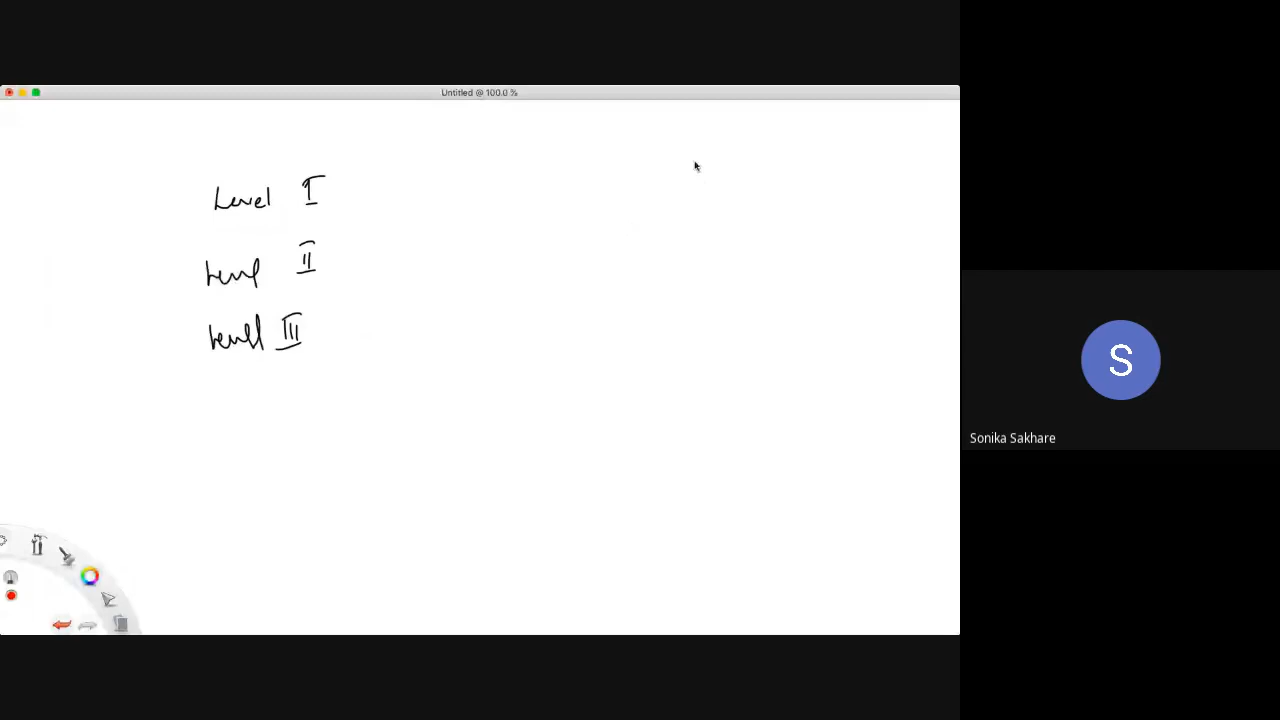 Untitled @ 100.0 %
Level I
Level II
Level III
S
Sonika Sakhare